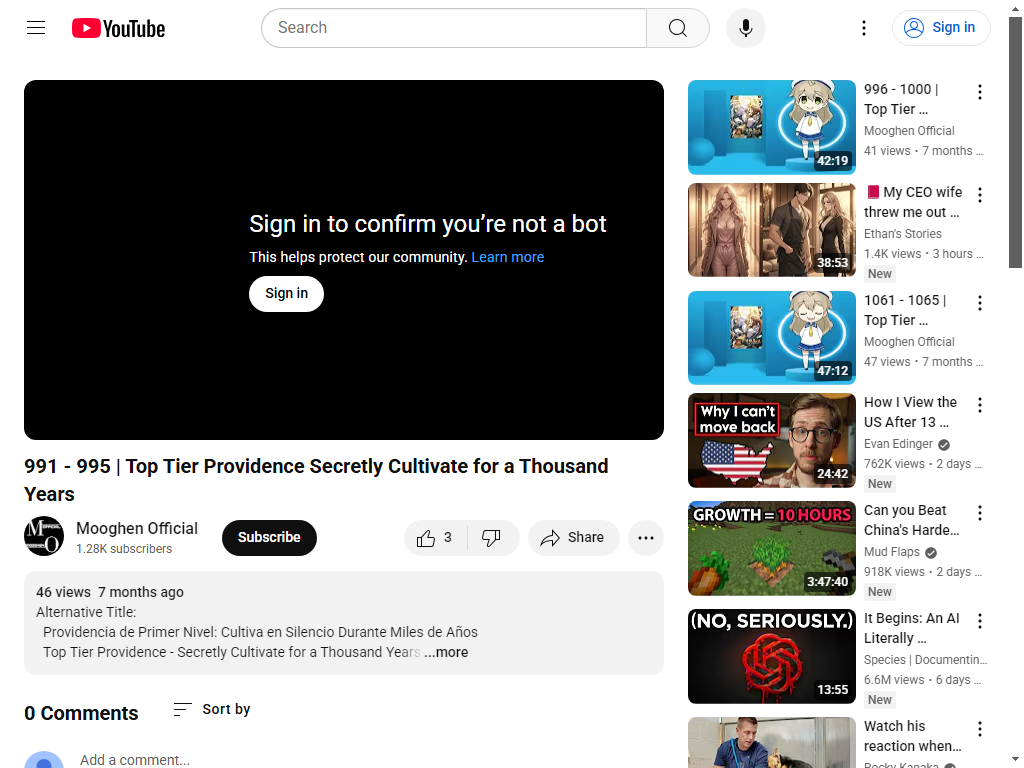 YouTube
Search
Sign in
Sign in to confirm you’re not a bot
This helps protect our community. Learn more
Sign in
991 - 995 | Top Tier Providence Secretly Cultivate for a Thousand
Years
Mooghen Official
1.28K subscribers
Subscribe
3
Share
46 views 7 months ago
Alternative Title:
Providencia de Primer Nivel: Cultiva en Silencio Durante Miles de Años
Top Tier Providence - Secretly Cultivate for a Thousand Years ...more
0 Comments
Sort by
Add a comment...
42:19
996 - 1000 |
Top Tier ...
Mooghen Official
41 views • 7 months ...
38:53
My CEO wife
threw me out ...
Ethan's Stories
1.4K views • 3 hours ...
New
47:12
1061 - 1065 |
Top Tier ...
Mooghen Official
47 views • 7 months ...
Why I can't
move back
24:42
How I View the
US After 13 ...
Evan Edinger
762K views • 2 days ...
New
GROWTH = 10 HOURS
3:47:40
Can you Beat
China's Harde...
Mud Flaps
918K views • 2 days ...
New
(NO, SERIOUSLY.)
13:55
It Begins: An AI
Literally ...
Species | Documentin...
6.6M views • 6 days ...
New
Watch his
reaction when...
Rocky Kanaka